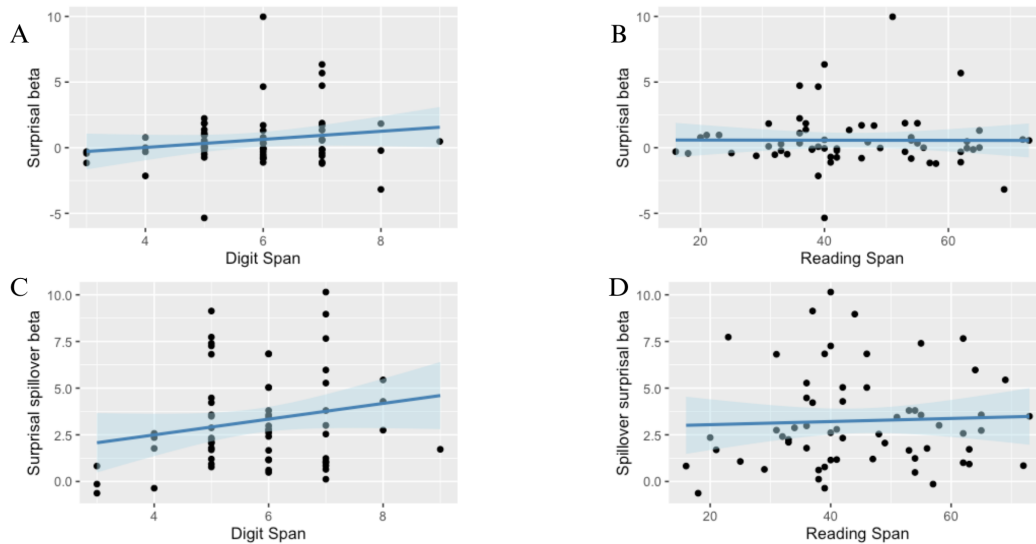 A
Surprisal beta
10
5
0
-5
4
6
8
Digit Span
B
Surprisal beta
10
5
0
-5
20
40
60
Reading Span
C
Surprisal spillover beta
10.0
7.5
5.0
2.5
0.0
4
6
8
Digit Span
D
Spillover surprisal beta
10.0
7.5
5.0
2.5
0.0
20
40
60
Reading Span